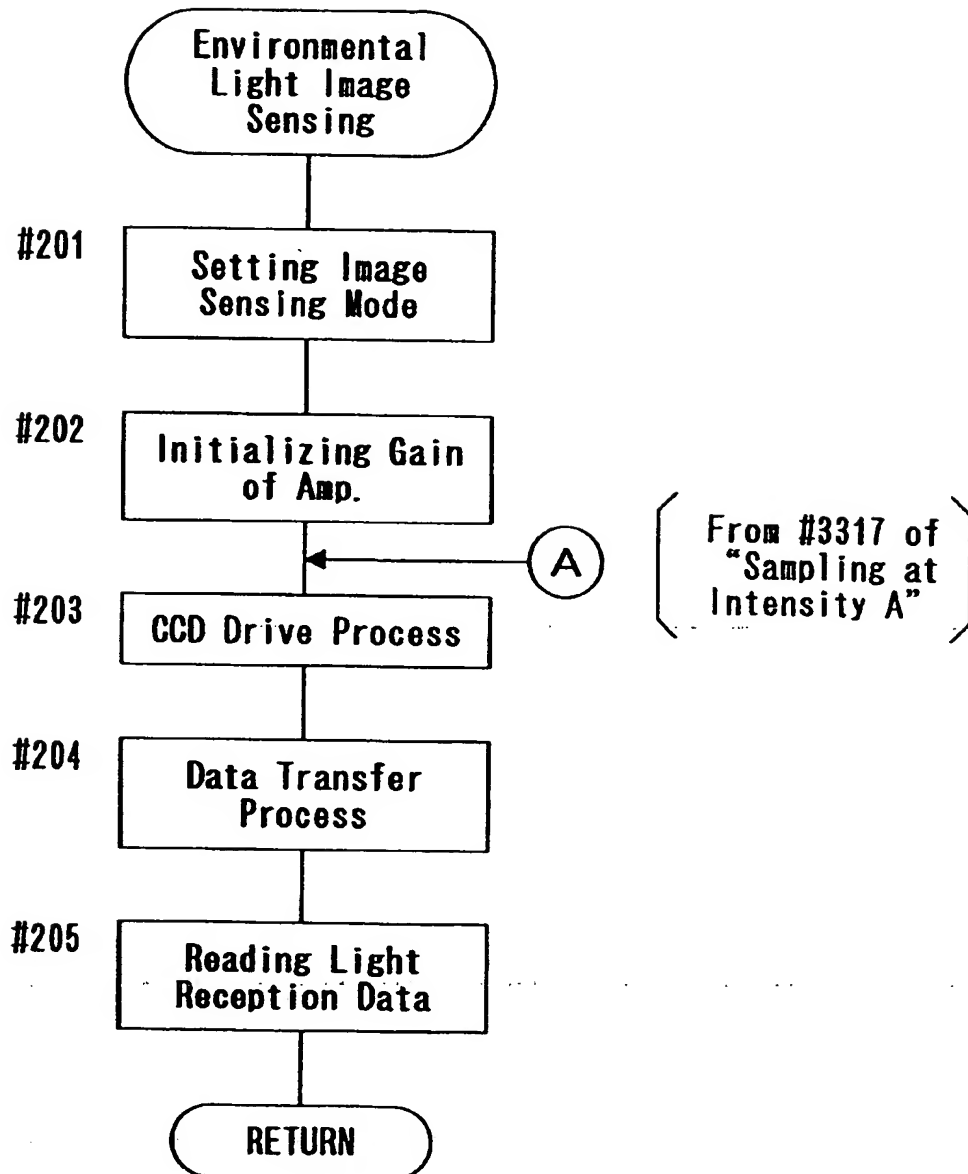 Environmental
Light Image
Sensing
#201
Setting Image
Sensing Mode
#202
Initializing Gain
of Amp.
A
From #3317 of
“Sampling at
Intensity A”
#203
CCD Drive Process
#204
Data Transfer
Process
#205
Reading Light
Reception Data
RETURN